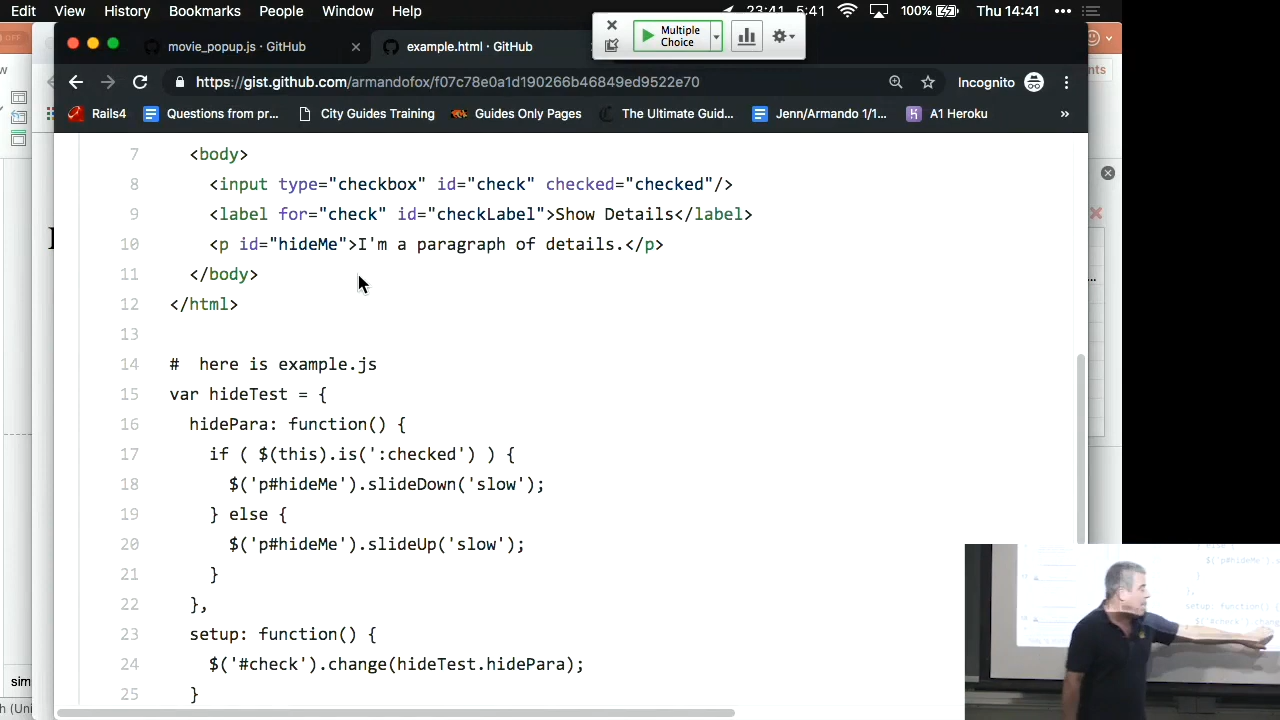 Edit View History Bookmarks People Window Help 23:41 5:41 100% Thu 14:41
Multiple Choice
movie_popup.js · GitHub
example.html · GitHub
https://gist.github.com/armandofox/f07c78e0a1d190266b46849ed9522e70
Incognito
Rails4 Questions from pr... City Guides Training Guides Only Pages The Ultimate Guid... Jenn/Armando 1/1... A1 Heroku »
7 <body>
8 <input type="checkbox" id="check" checked="checked"/>
9 <label for="check" id="checkLabel">Show Details</label>
10 <p id="hideMe">I'm a paragraph of details.</p>
11 </body>
12 </html>
13
14 # here is example.js
15 var hideTest = {
16 hidePara: function() {
17 if ( $(this).is(':checked') ) {
18 $('p#hideMe').slideDown('slow');
19 } else {
20 $('p#hideMe').slideUp('slow');
21 }
22 },
23 setup: function() {
24 $('#check').change(hideTest.hidePara);
25 }